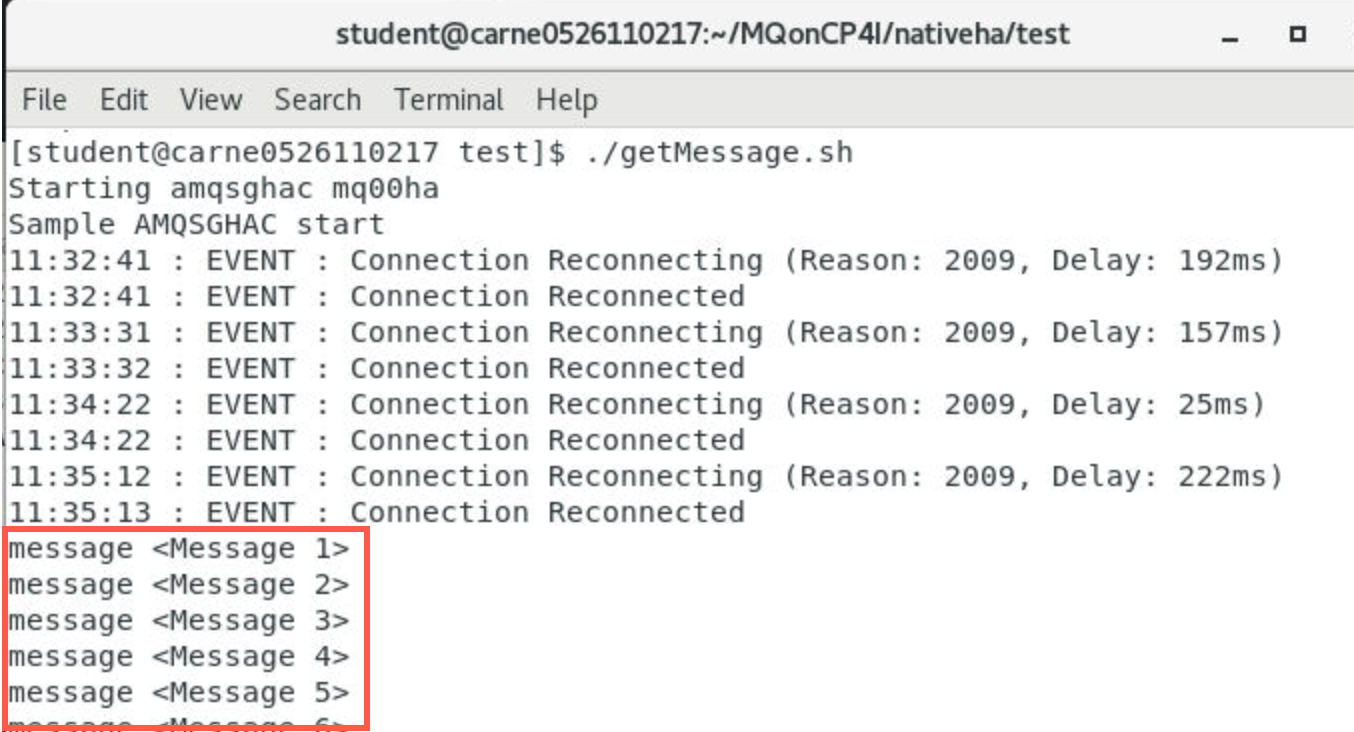 student@carne0526110217:~/MQonCP4I/nativeha/test
File Edit View Search Terminal Help
[student@carne0526110217 test]$ ./getMessage.sh
Starting amqsghac mq00ha
Sample AMQSGHAC start
11:32:41 : EVENT : Connection Reconnecting (Reason: 2009, Delay: 192ms)
11:32:41 : EVENT : Connection Reconnected
11:33:31 : EVENT : Connection Reconnecting (Reason: 2009, Delay: 157ms)
11:33:32 : EVENT : Connection Reconnected
11:34:22 : EVENT : Connection Reconnecting (Reason: 2009, Delay: 25ms)
11:34:22 : EVENT : Connection Reconnected
11:35:12 : EVENT : Connection Reconnecting (Reason: 2009, Delay: 222ms)
11:35:13 : EVENT : Connection Reconnected
message <Message 1>
message <Message 2>
message <Message 3>
message <Message 4>
message <Message 5>